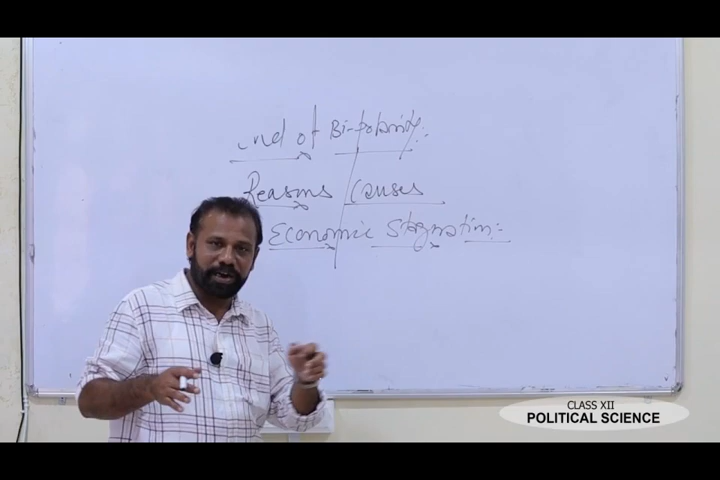 End of Bi-polarity:
Reasons / Causes
Economic Stagnation:-
CLASS XII
POLITICAL SCIENCE